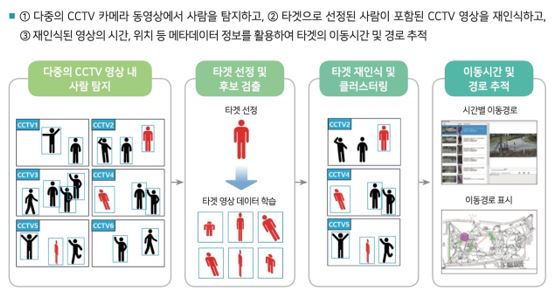 ① 다중의 CCTV 카메라 동영상에서 사람을 탐지하고, ② 타겟으로 선정된 사람이 포함된 CCTV 영상을 재인식하고,
③ 재인식된 영상의 시간, 위치 등 메타데이터 정보를 활용하여 타겟의 이동시간 및 경로 추적
다중의 CCTV 영상 내
사람 탐지
CCTV1
CCTV2
CCTV3
CCTV4
CCTV5
CCTV6
타겟 선정 및
후보 검출
타겟 선정
타겟 영상 데이터 학습
타겟 재인식 및
클러스터링
CCTV2
CCTV4
CCTV5
이동시간 및
경로 추적
시간별 이동경로
이동경로 표시